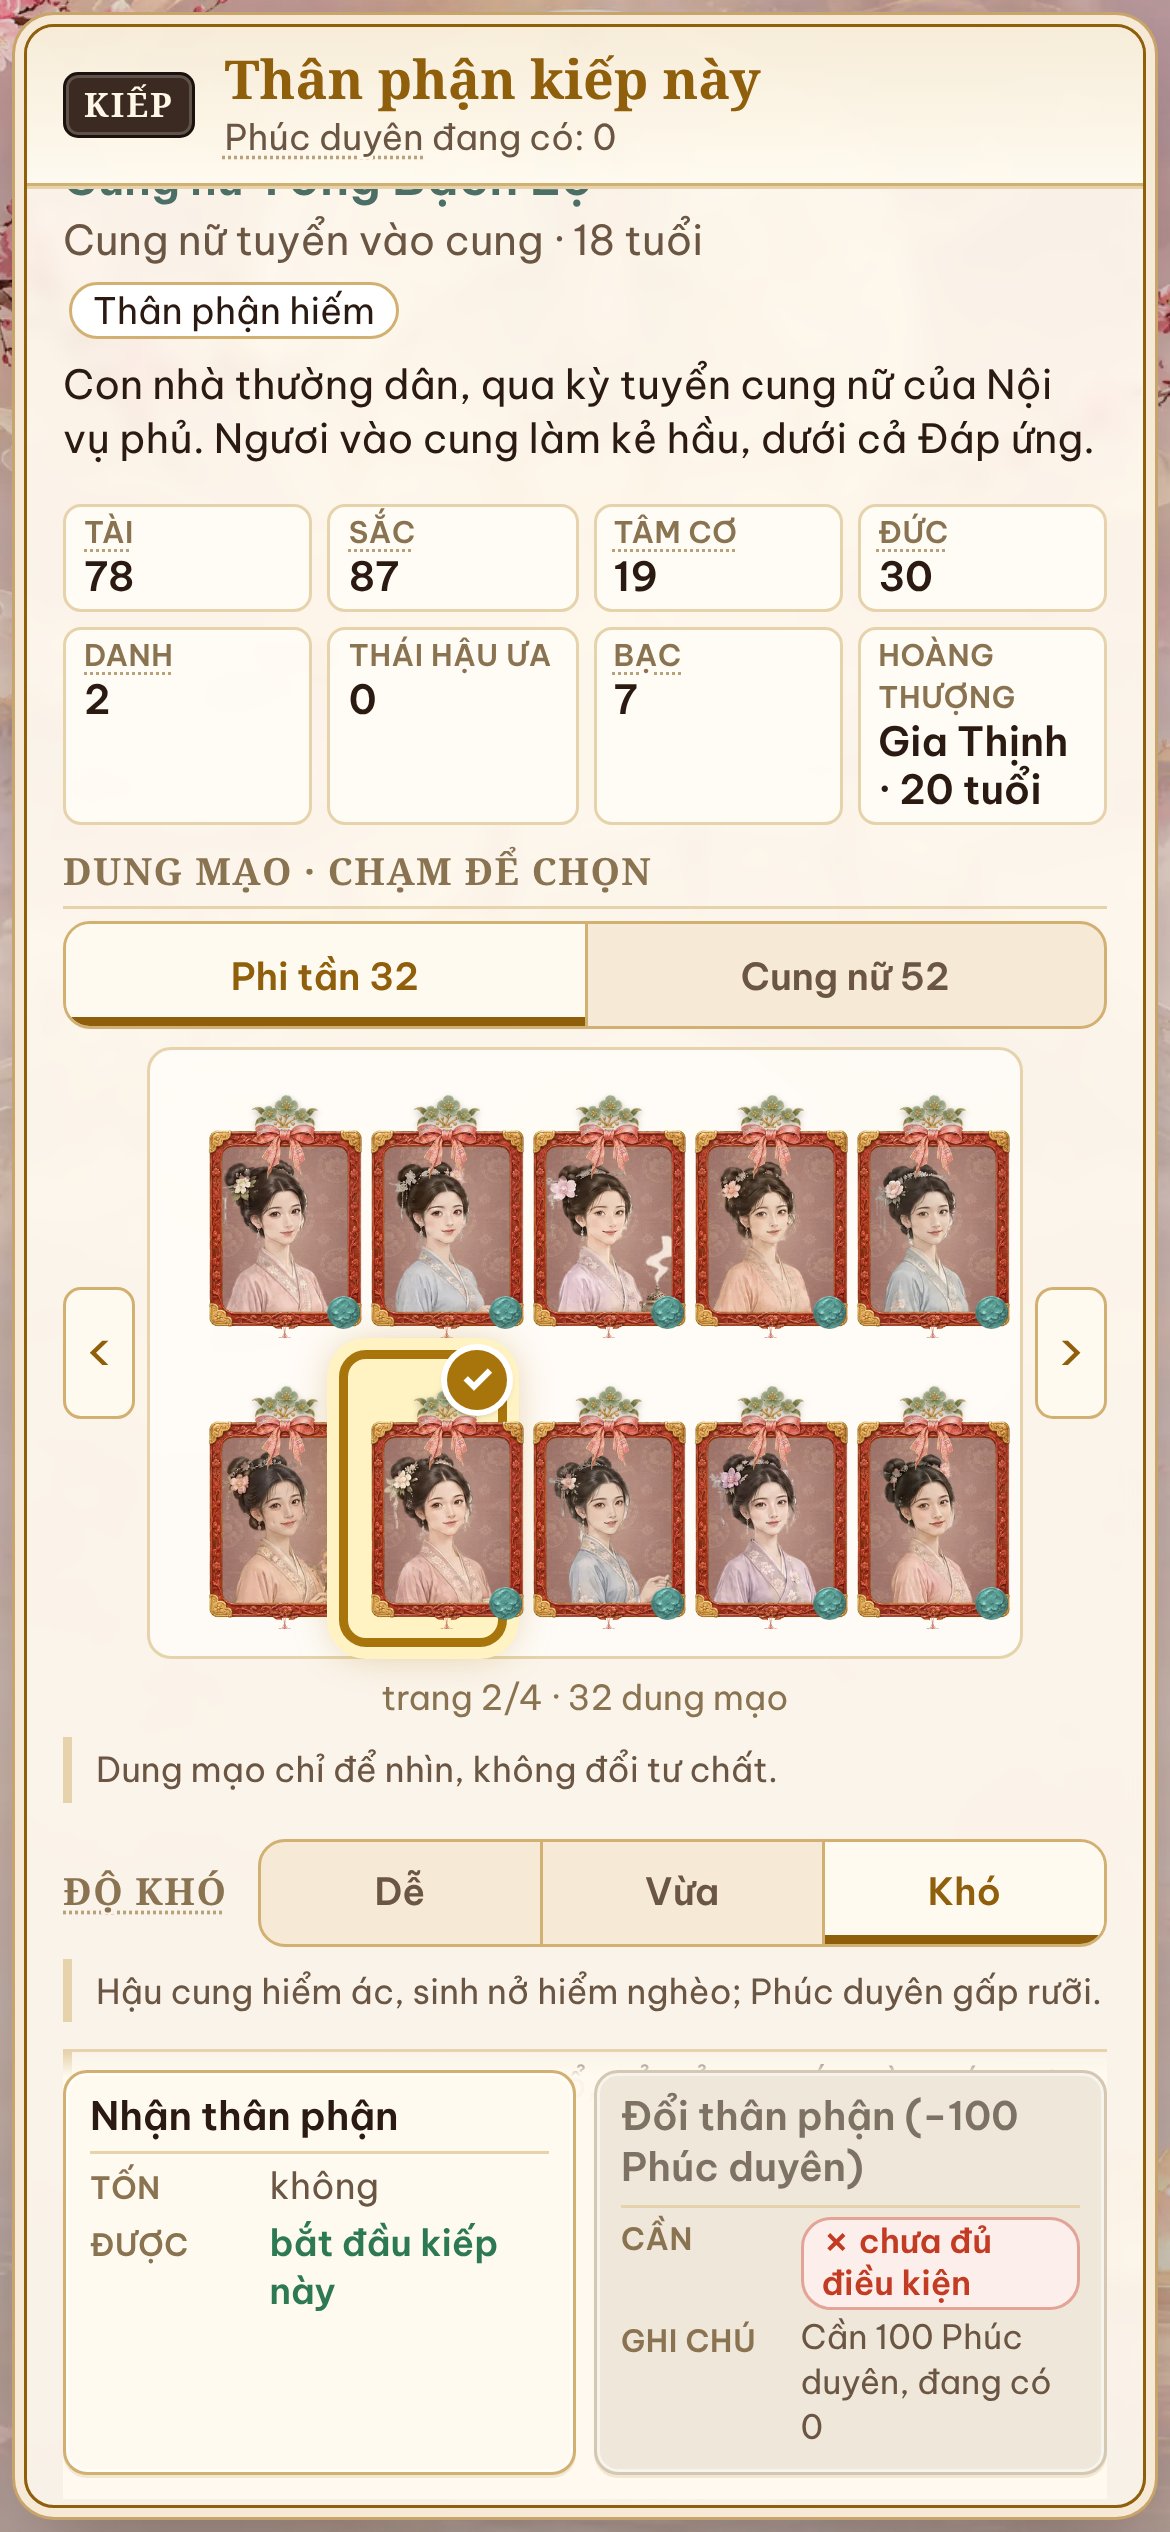 KIẾP
Thân phận kiếp này
Phúc duyên đang có: 0
Cung nữ tuyển vào cung · 18 tuổi
Thân phận hiếm
Con nhà thường dân, qua kỳ tuyển cung nữ của Nội
vụ phủ. Ngươi vào cung làm kẻ hầu, dưới cả Đáp ứng.
TÀI
78
SẮC
87
TÂM CƠ
19
ĐỨC
30
DANH
2
THÁI HẬU ƯA
0
BẠC
7
HOÀNG
THƯỢNG
Gia Thịnh
· 20 tuổi
DUNG MẠO · CHẠM ĐỂ CHỌN
Phi tần 32
Cung nữ 52
<
>
trang 2/4 · 32 dung mạo
Dung mạo chỉ để nhìn, không đổi tư chất.
ĐỘ KHÓ
Dễ
Vừa
Khó
Hậu cung hiểm ác, sinh nở hiểm nghèo; Phúc duyên gấp rưỡi.
Nhận thân phận
TỐN
không
ĐƯỢC
bắt đầu kiếp
này
Đổi thân phận (−100
Phúc duyên)
CẦN
× chưa đủ
điều kiện
GHI CHÚ
Cần 100 Phúc
duyên, đang có
0